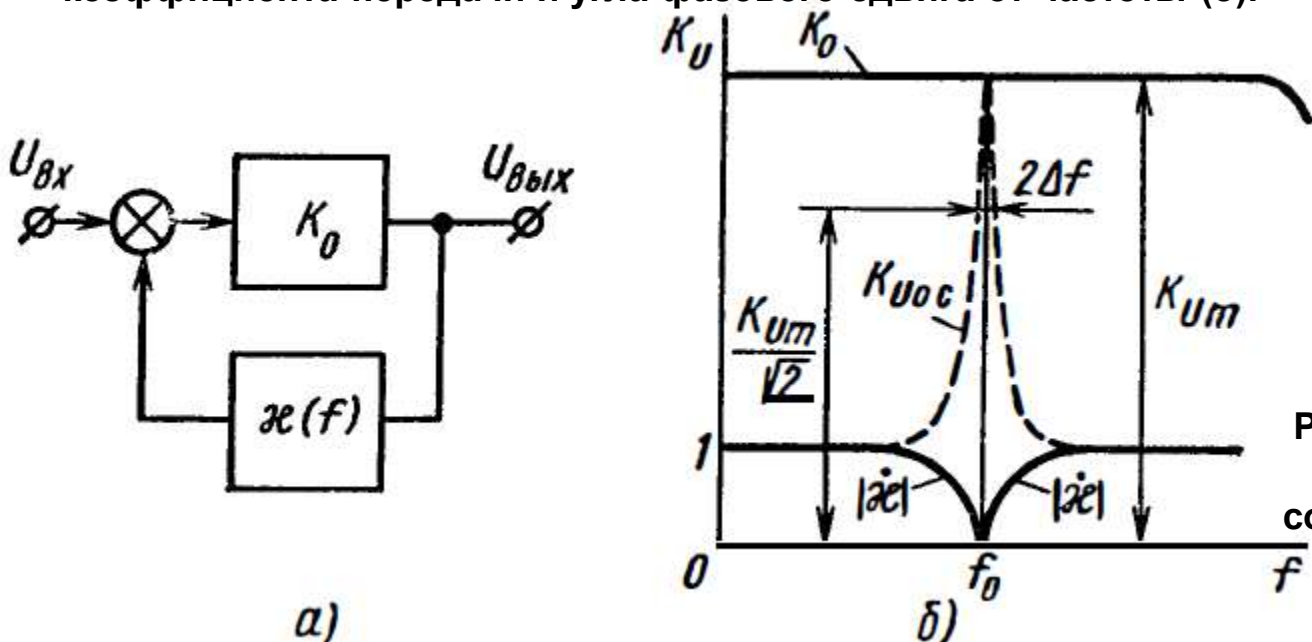 коэффициента передачи и угла фазового сдвига от частоты (б).
K_U K_0
U_вх U_вых
K_0
2Δf
K_Uос
K_Um
K_Um/√2
æ(f)
1
|æ̇| |æ̇|
0 f_0 f
а) б)